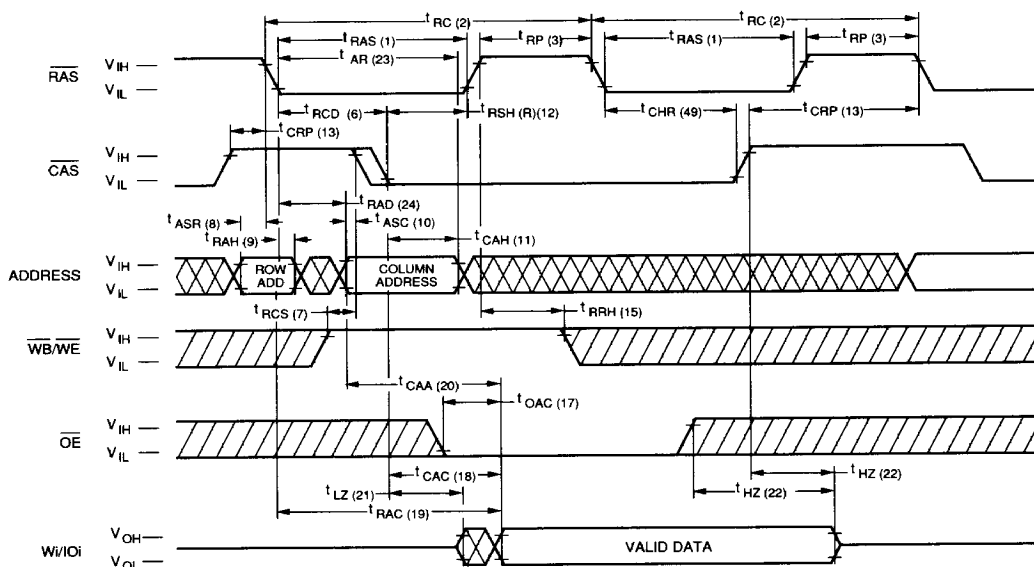 t RC (2) t RC (2)
t RAS (1) t RP (3) t RAS (1) t RP (3)
t AR (23)
RAS V IH
V IL
t RCD (6) t RSH (R)(12) t CHR (49) t CRP (13)
t CRP (13)
CAS V IH
V IL
t RAD (24)
t ASR (8) t ASC (10)
t RAH (9) t CAH (11)
ADDRESS V IH
V IL
ROW ADD
COLUMN ADDRESS
t RCS (7) t RRH (15)
WB/WE V IH
V IL
t CAA (20)
t OAC (17)
OE V IH
V IL
t CAC (18) t HZ (22)
t LZ (21) t HZ (22)
t RAC (19)
Wi/IOi V OH
V OL
VALID DATA